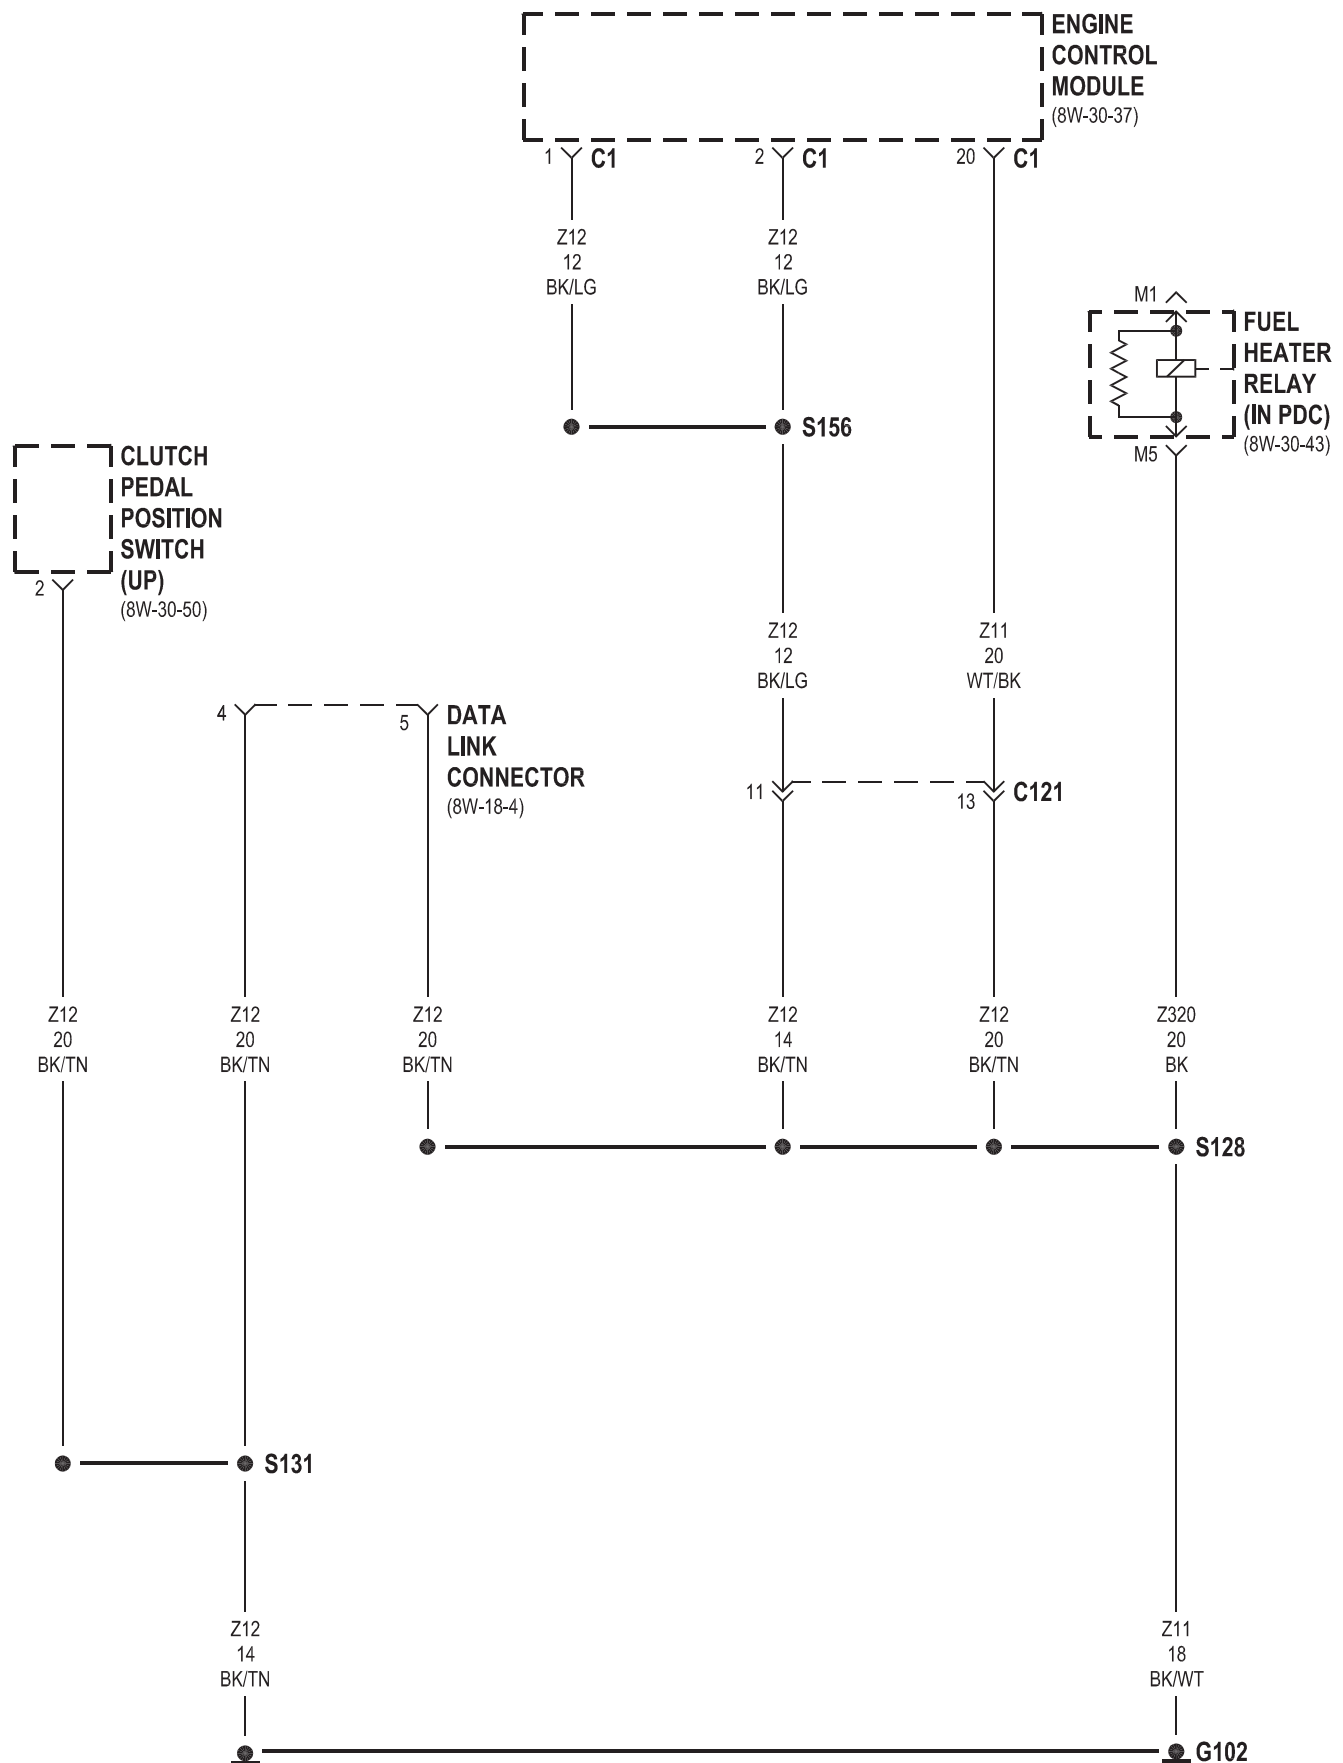 ENGINE
CONTROL
MODULE
(8W-30-37)
1 C1
2 C1
20 C1
Z12
12
BK/LG
Z12
12
BK/LG
M1
FUEL
HEATER
RELAY
(IN PDC)
(8W-30-43)
M5
S156
CLUTCH
PEDAL
POSITION
SWITCH
(UP)
(8W-30-50)
2
Z12
12
BK/LG
Z11
20
WT/BK
4
5
DATA
LINK
CONNECTOR
(8W-18-4)
11
13
C121
Z12
20
BK/TN
Z12
20
BK/TN
Z12
20
BK/TN
Z12
14
BK/TN
Z12
20
BK/TN
Z320
20
BK
S128
S131
Z12
14
BK/TN
Z11
18
BK/WT
G102